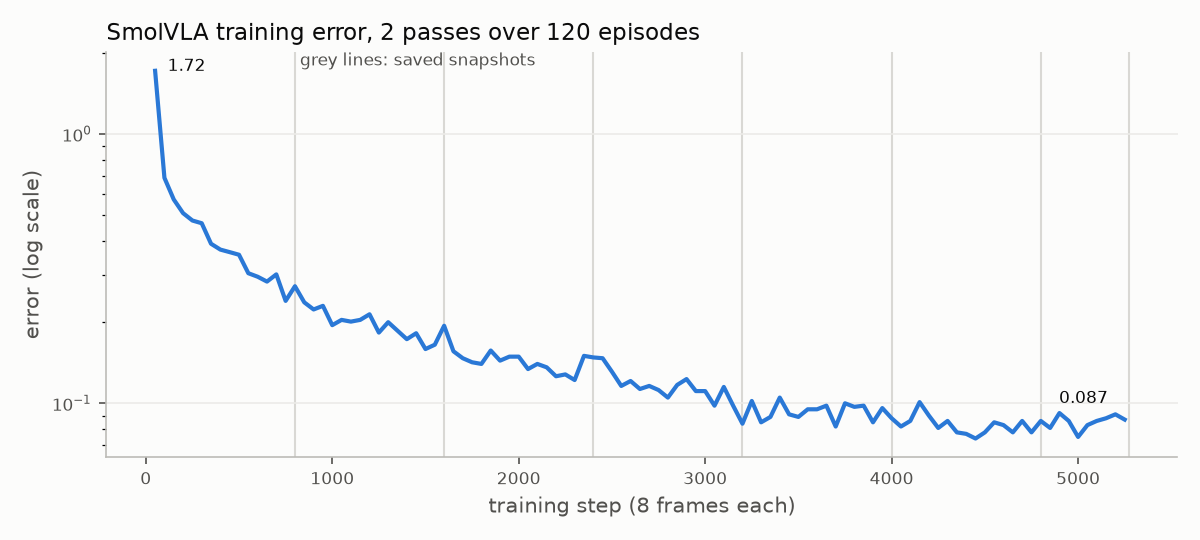 SmolVLA training error, 2 passes over 120 episodes
grey lines: saved snapshots
1.72
10⁰
10⁻¹
0.087
error (log scale)
0 1000 2000 3000 4000 5000
training step (8 frames each)